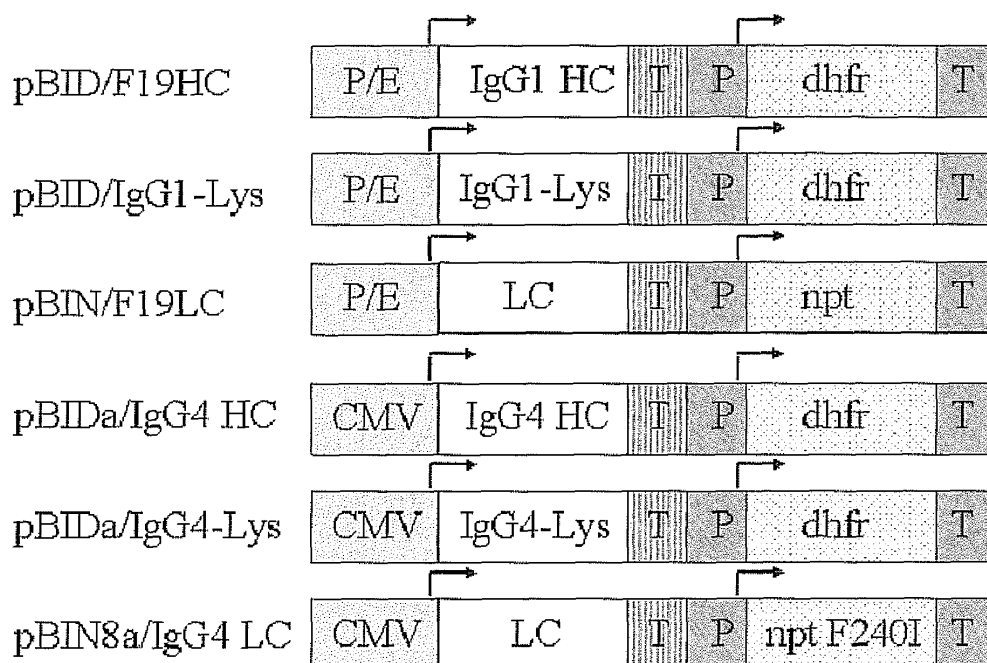 pBID/F19HC P/E IgG1 HC T P dhfr T
pBID/IgG1-Lys P/E IgG1-Lys T P dhfr T
pBIN/F19LC P/E LC T P npt T
pBIDa/IgG4 HC CMV IgG4 HC T P dhfr T
pBIDa/IgG4-Lys CMV IgG4-Lys T P dhfr T
pBIN8a/IgG4 LC CMV LC T P npt F240I T